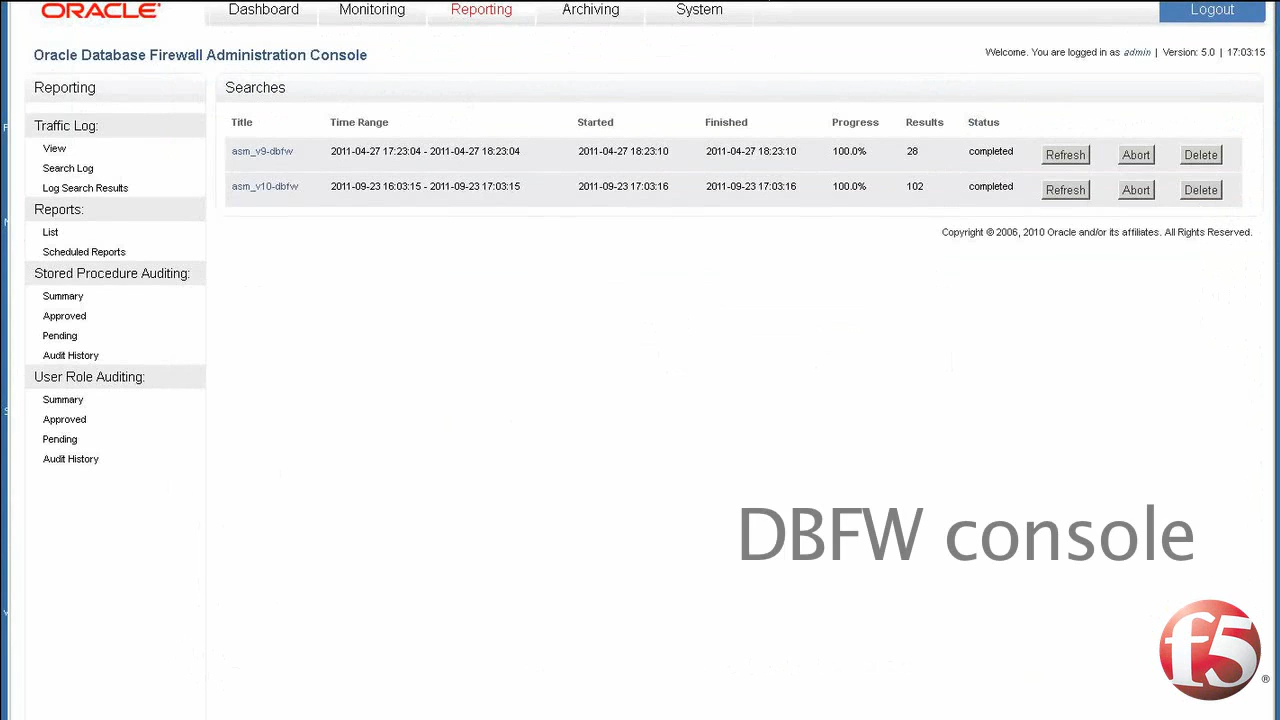 ORACLE
Dashboard Monitoring Reporting Archiving System Logout
Oracle Database Firewall Administration Console
Welcome. You are logged in as admin | Version: 5.0 | 17:03:15
Reporting
Traffic Log:
View
Search Log
Log Search Results
Reports:
List
Scheduled Reports
Stored Procedure Auditing:
Summary
Approved
Pending
Audit History
User Role Auditing:
Summary
Approved
Pending
Audit History
Searches
Title Time Range Started Finished Progress Results Status
asm_v9-dbfw 2011-04-27 17:23:04 - 2011-04-27 18:23:04 2011-04-27 18:23:10 2011-04-27 18:23:10 100.0% 28 completed Refresh Abort Delete
asm_v10-dbfw 2011-09-23 16:03:15 - 2011-09-23 17:03:15 2011-09-23 17:03:16 2011-09-23 17:03:16 100.0% 102 completed Refresh Abort Delete
Copyright © 2006, 2010 Oracle and/or its affiliates. All Rights Reserved.
DBFW console
f5 ®